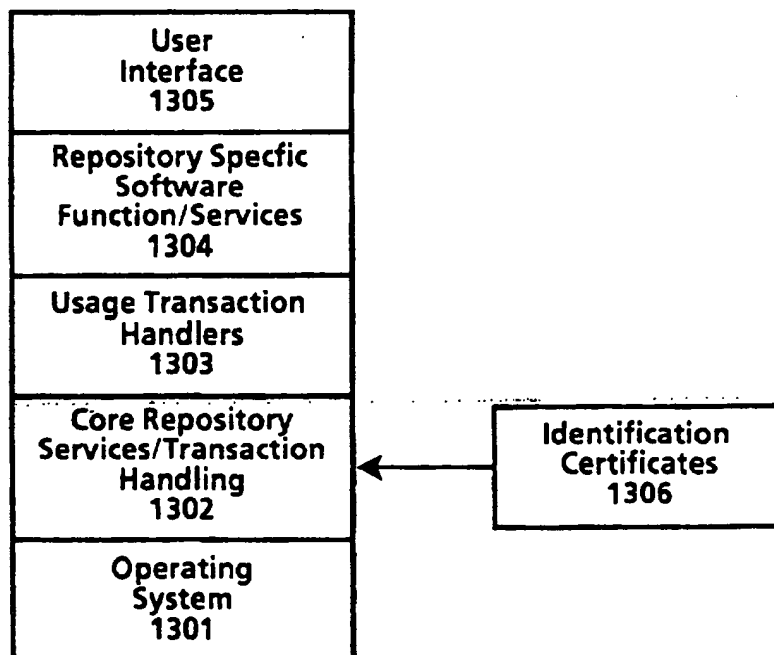 User
Interface
1305
Repository Specfic
Software
Function/Services
1304
Usage Transaction
Handlers
1303
Core Repository
Services/Transaction
Handling
1302
Identification
Certificates
1306
Operating
System
1301